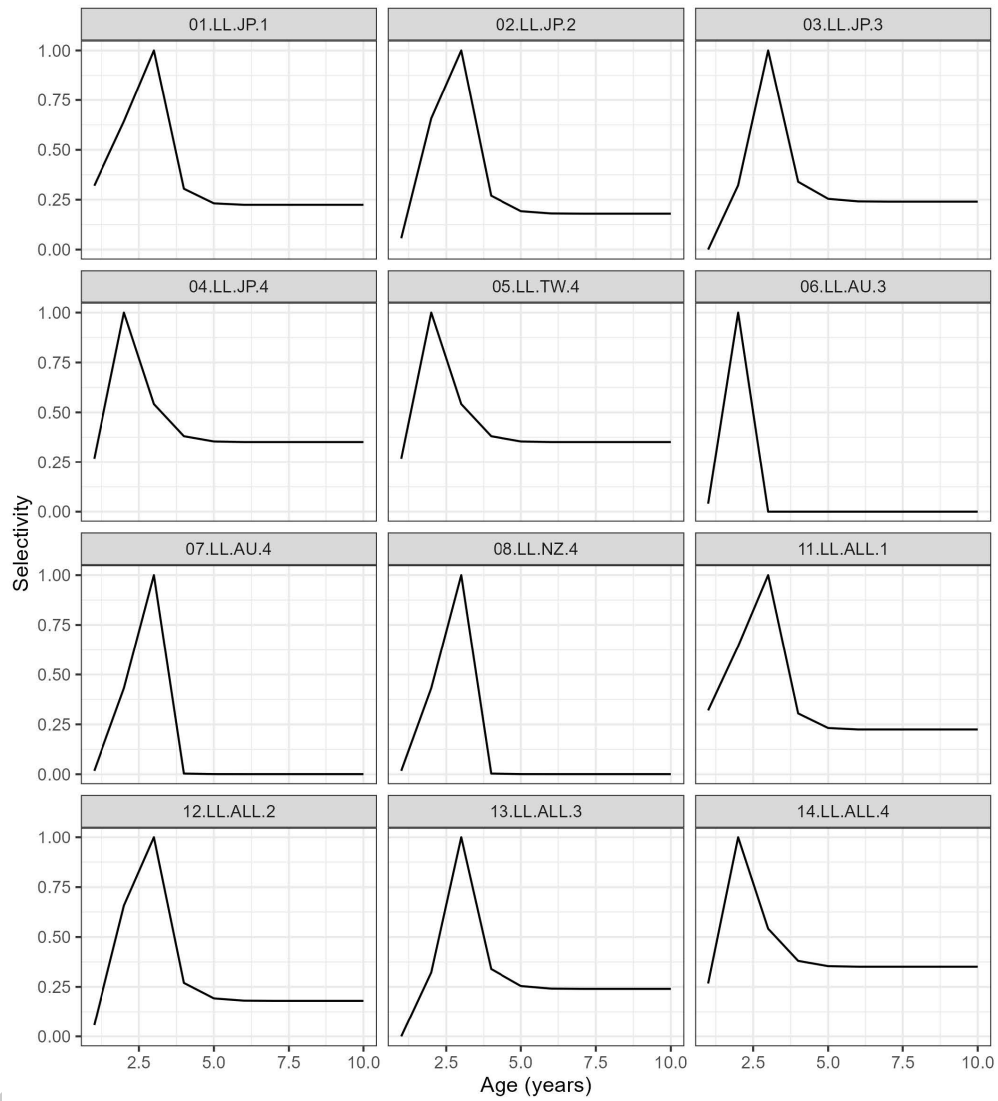 01.LL.JP.1 02.LL.JP.2 03.LL.JP.3
1.00
0.75
0.50
0.25
0.00
04.LL.JP.4 05.LL.TW.4 06.LL.AU.3
1.00
0.75
0.50
0.25
0.00
Selectivity
07.LL.AU.4 08.LL.NZ.4 11.LL.ALL.1
1.00
0.75
0.50
0.25
0.00
12.LL.ALL.2 13.LL.ALL.3 14.LL.ALL.4
1.00
0.75
0.50
0.25
0.00
2.5 5.0 7.5 10.0 2.5 5.0 7.5 10.0 2.5 5.0 7.5 10.0
Age (years)